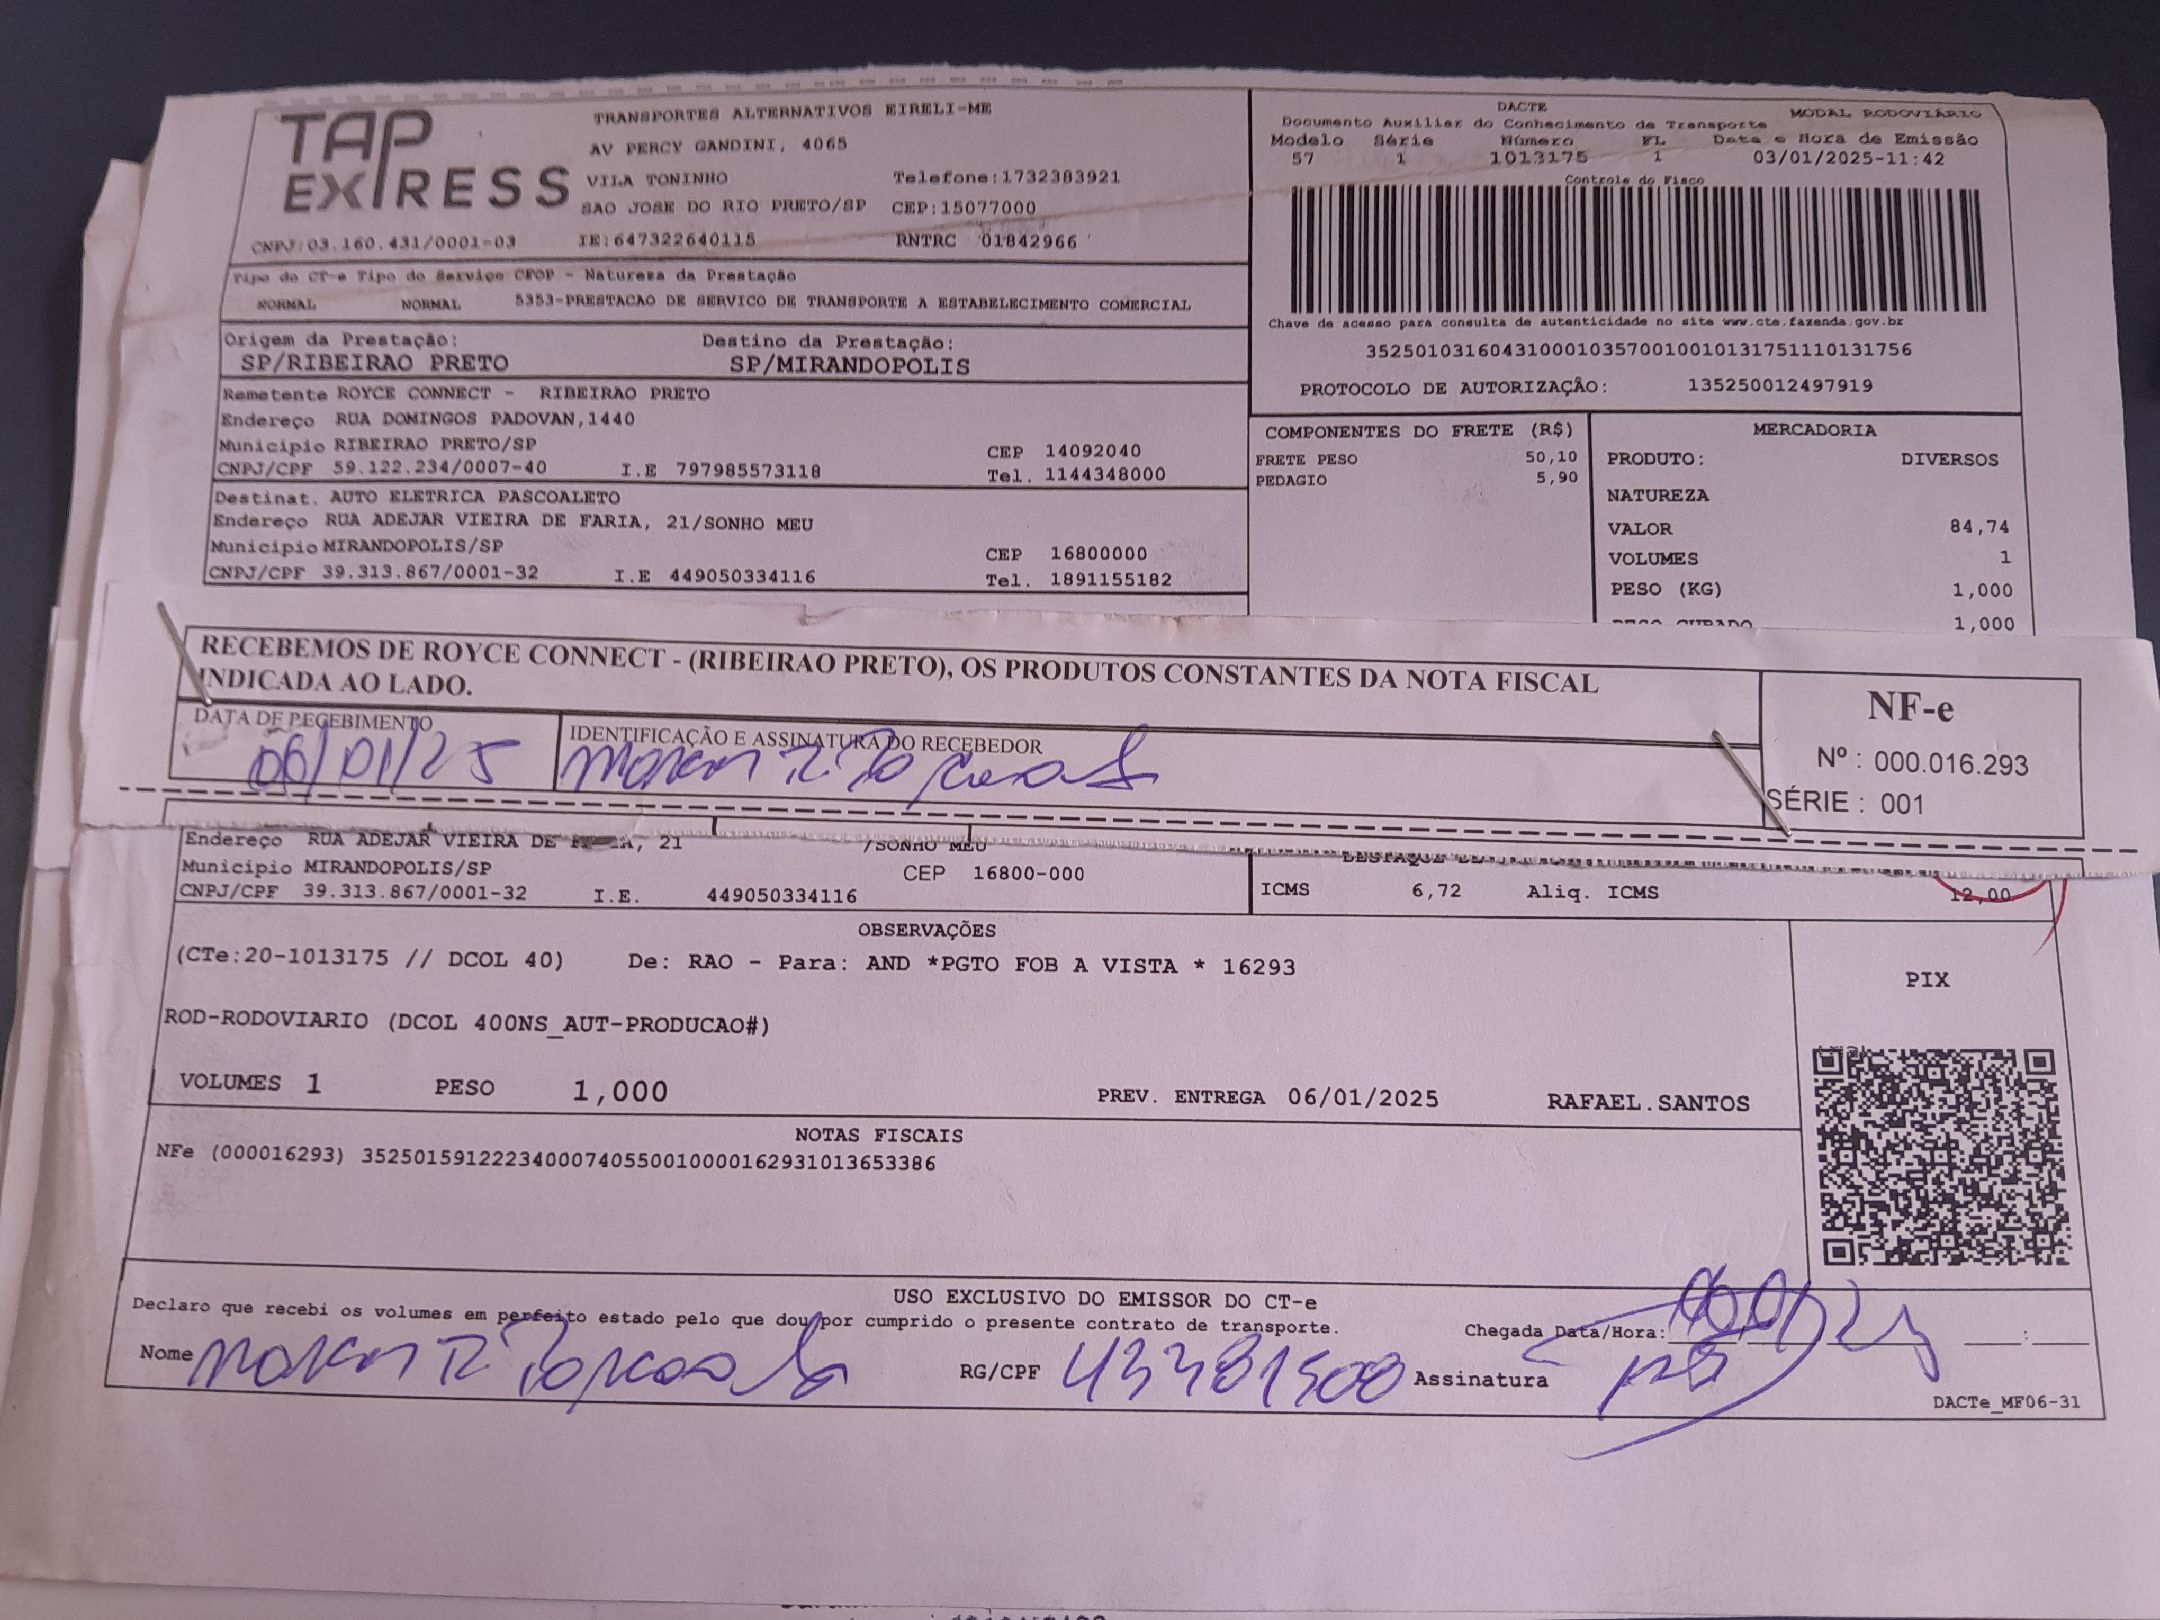 TAP EXPRESS
TRANSPORTES ALTERNATIVOS EIRELI-ME
AV PERCY GANDINI, 4065
VILA TONINHO Telefone:1732383921
SAO JOSE DO RIO PRETO/SP CEP:15077000
CNPJ:03.160.431/0001-03 IE:647322640115 RNTRC 01842966
DACTE MODAL RODOVIÁRIO
Documento Auxiliar do Conhecimento de Transporte
Modelo Série Número FL Data e Hora de Emissão
57 1 1013175 1 03/01/2025-11:42
Controle do Fisco
Chave de acesso para consulta de autenticidade no site www.cte.fazenda.gov.br
35250103160431000103570010010131751110131756
PROTOCOLO DE AUTORIZAÇÃO: 135250012497919
Tipo do CT-e Tipo do Serviço CFOP - Natureza da Prestação
NORMAL NORMAL 5353-PRESTACAO DE SERVICO DE TRANSPORTE A ESTABELECIMENTO COMERCIAL
Origem da Prestação: Destino da Prestação:
SP/RIBEIRAO PRETO SP/MIRANDOPOLIS
Remetente ROYCE CONNECT - RIBEIRAO PRETO
Endereço RUA DOMINGOS PADOVAN,1440
Município RIBEIRAO PRETO/SP CEP 14092040
CNPJ/CPF 59.122.234/0007-40 I.E 797985573118 Tel. 1144348000
Destinat. AUTO ELETRICA PASCOALETO
Endereço RUA ADEJAR VIEIRA DE FARIA, 21/SONHO MEU
Município MIRANDOPOLIS/SP CEP 16800000
CNPJ/CPF 39.313.867/0001-32 I.E 449050334116 Tel. 1891155182
COMPONENTES DO FRETE (R$)
FRETE PESO 50,10
PEDAGIO 5,90
MERCADORIA
PRODUTO: DIVERSOS
NATUREZA
VALOR 84,74
VOLUMES 1
PESO (KG) 1,000
PESO CUBADO 1,000
RECEBEMOS DE ROYCE CONNECT - (RIBEIRAO PRETO), OS PRODUTOS CONSTANTES DA NOTA FISCAL
INDICADA AO LADO.
DATA DE RECEBIMENTO IDENTIFICAÇÃO E ASSINATURA DO RECEBEDOR
06/01/25
NF-e
Nº : 000.016.293
SÉRIE : 001
Endereço RUA ADEJAR VIEIRA DE FARIA, 21 /SONHO MEU
Município MIRANDOPOLIS/SP CEP 16800-000
CNPJ/CPF 39.313.867/0001-32 I.E. 449050334116
ICMS 6,72 Aliq. ICMS 12,00
OBSERVAÇÕES
(CTe:20-1013175 // DCOL 40) De: RAO - Para: AND *PGTO FOB A VISTA * 16293
ROD-RODOVIARIO (DCOL 400NS_AUT-PRODUCAO#)
VOLUMES 1 PESO 1,000 PREV. ENTREGA 06/01/2025 RAFAEL.SANTOS
PIX
NOTAS FISCAIS
NFe (000016293) 35250159122234000740550010000162931013653386
USO EXCLUSIVO DO EMISSOR DO CT-e
Declaro que recebi os volumes em perfeito estado pelo que dou por cumprido o presente contrato de transporte.
Chegada Data/Hora:
Nome RG/CPF 43381500 Assinatura
DACTe_MF06-31